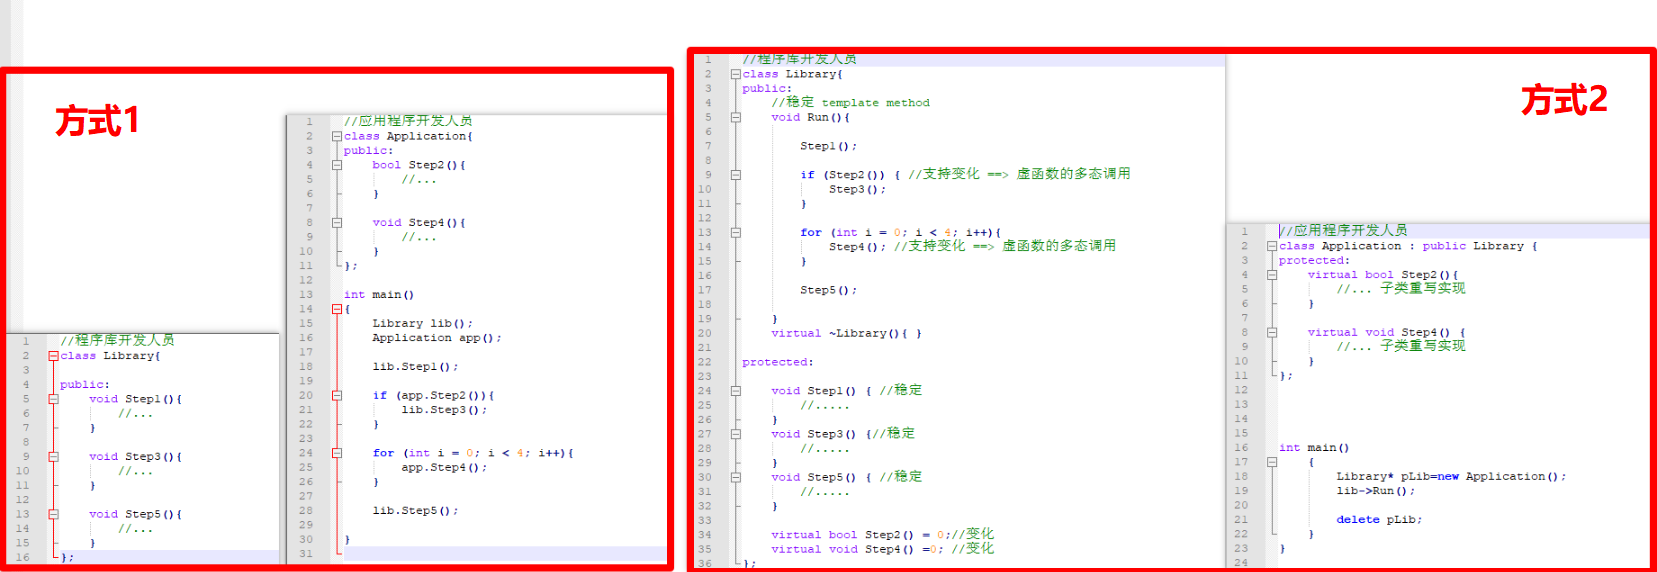 方式1
1 //程序库开发人员
2 class Library{
3
4 public:
5 void Step1(){
6 //...
7 }
8
9 void Step3(){
10 //...
11 }
12
13 void Step5(){
14 //...
15 }
16 };
1 //应用程序开发人员
2 class Application{
3 public:
4 bool Step2(){
5 //...
6 }
7
8 void Step4(){
9 //...
10 }
11 };
12
13 int main()
14 {
15 Library lib();
16 Application app();
17
18 lib.Step1();
19
20 if (app.Step2()){
21 lib.Step3();
22 }
23
24 for (int i = 0; i < 4; i++){
25 app.Step4();
26 }
27
28 lib.Step5();
29
30 }
31
方式2
1 //程序库开发人员
2 class Library{
3 public:
4 //稳定 template method
5 void Run(){
6
7 Step1();
8
9 if (Step2()) { //支持变化 ==> 虚函数的多态调用
10 Step3();
11 }
12
13 for (int i = 0; i < 4; i++){
14 Step4(); //支持变化 ==> 虚函数的多态调用
15 }
16
17 Step5();
18
19 }
20 virtual ~Library(){ }
21
22 protected:
23
24 void Step1() { //稳定
25 //.....
26 }
27 void Step3() {//稳定
28 //.....
29 }
30 void Step5() { //稳定
31 //.....
32 }
33
34 virtual bool Step2() = 0;//变化
35 virtual void Step4() =0; //变化
36 };
1 //应用程序开发人员
2 class Application : public Library {
3 protected:
4 virtual bool Step2(){
5 //... 子类重写实现
6 }
7
8 virtual void Step4() {
9 //... 子类重写实现
10 }
11 };
12
13
14
15
16 int main()
17 {
18 Library* pLib=new Application();
19 lib->Run();
20
21 delete pLib;
22 }
23 }
24